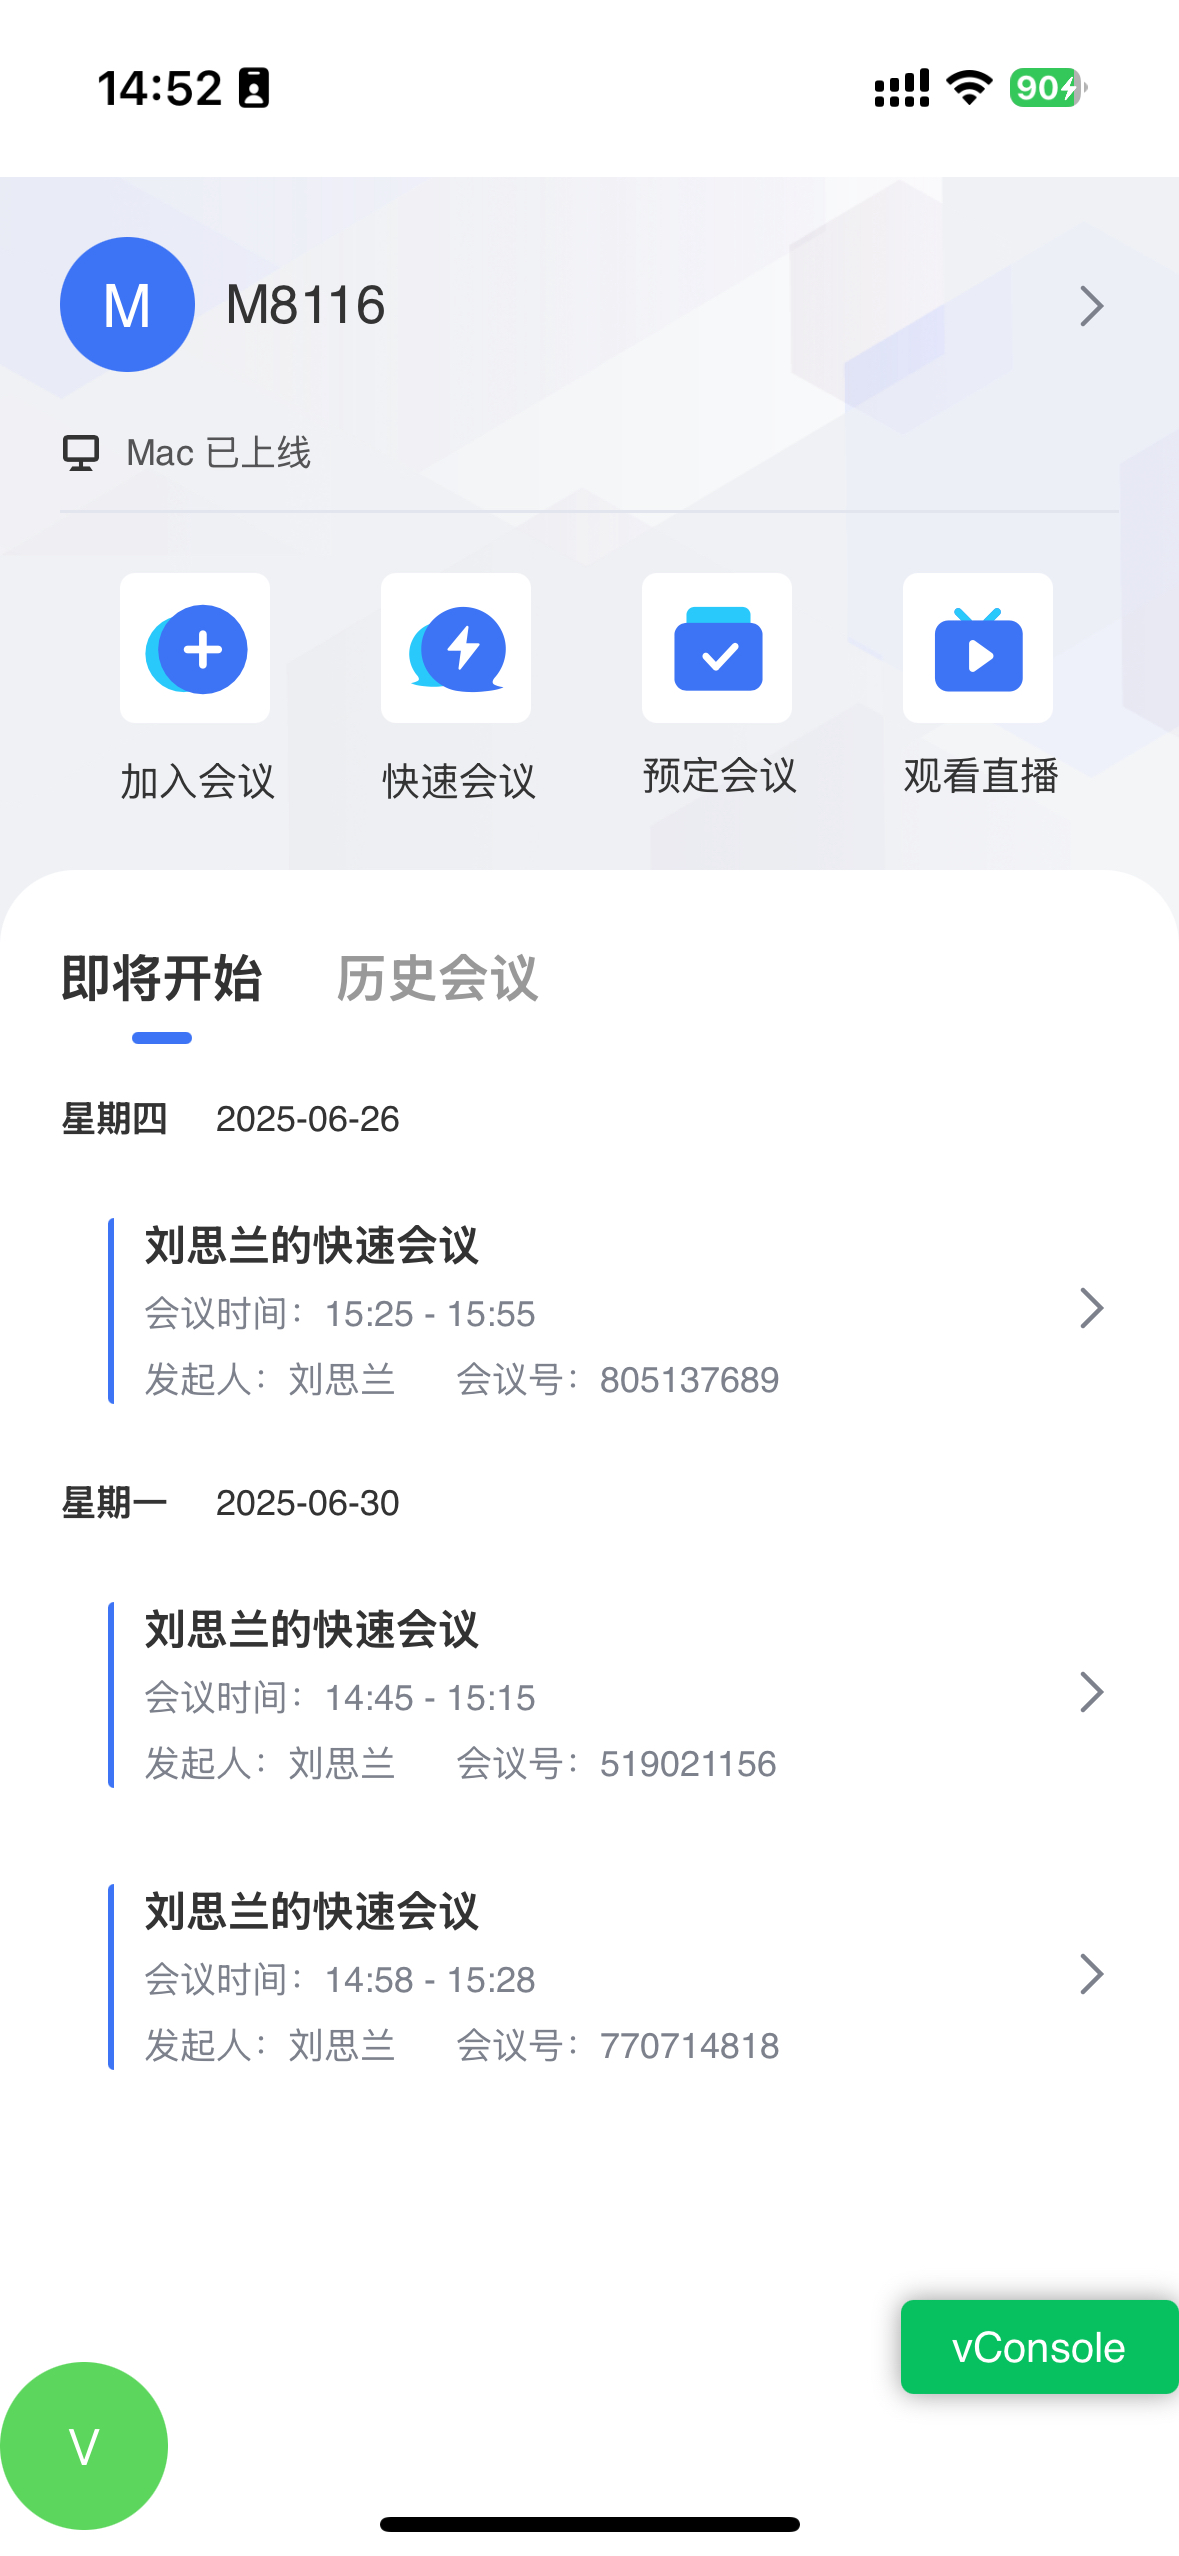 14:52
90
M
M8116
Mac 已上线
加入会议
快速会议
预定会议
观看直播
即将开始 历史会议
星期四 2025-06-26
刘思兰的快速会议
会议时间：15:25 - 15:55
发起人：刘思兰 会议号：805137689
星期一 2025-06-30
刘思兰的快速会议
会议时间：14:45 - 15:15
发起人：刘思兰 会议号：519021156
刘思兰的快速会议
会议时间：14:58 - 15:28
发起人：刘思兰 会议号：770714818
vConsole
V